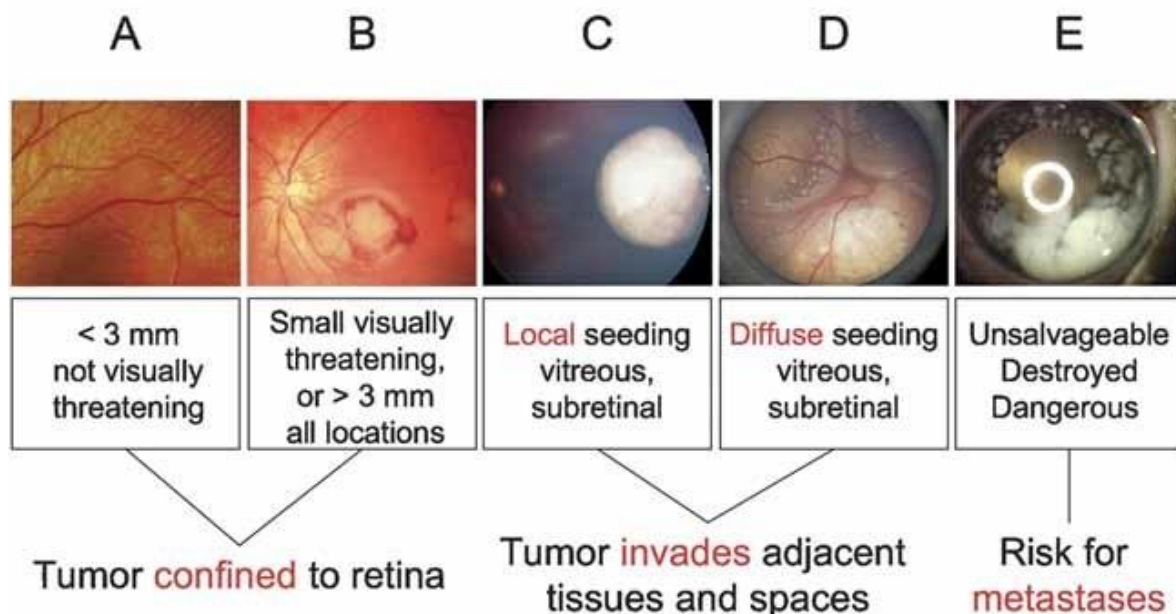 A
B
C
D
E
< 3 mm
not visually
threatening
Small visually
threatening,
or > 3 mm
all locations
Local seeding
vitreous,
subretinal
Diffuse seeding
vitreous,
subretinal
Unsalvageable
Destroyed
Dangerous
Tumor confined to retina
Tumor invades adjacent
tissues and spaces
Risk for
metastases